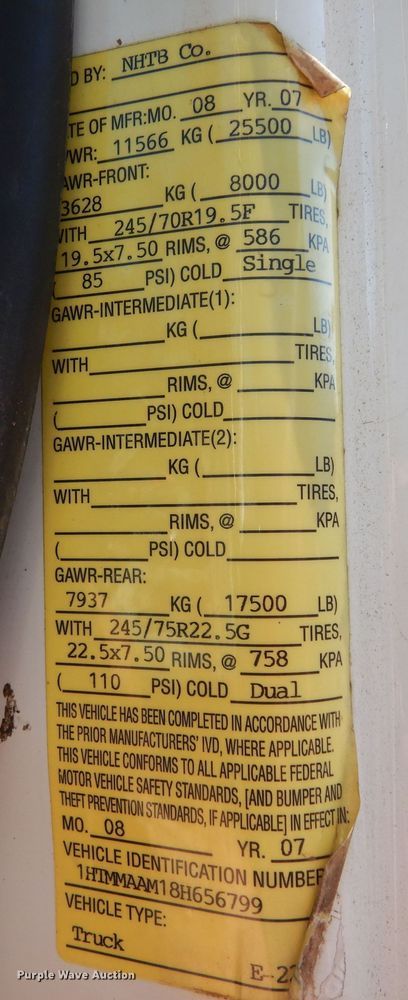 D BY: NHTB Co.
TE OF MFR:MO. 08 YR. 07
VWR: 11566 KG ( 25500 LB)
AWR-FRONT:
3628 KG ( 8000 LB)
WITH 245/70R19.5F TIRES,
19.5x7.50 RIMS, @ 586 KPA
( 85 PSI) COLD Single
GAWR-INTERMEDIATE(1):
KG ( LB)
WITH TIRES,
RIMS, @ KPA
( PSI) COLD
GAWR-INTERMEDIATE(2):
KG ( LB)
WITH TIRES,
RIMS, @ KPA
( PSI) COLD
GAWR-REAR:
7937 KG ( 17500 LB)
WITH 245/75R22.5G TIRES,
22.5x7.50 RIMS, @ 758 KPA
( 110 PSI) COLD Dual
THIS VEHICLE HAS BEEN COMPLETED IN ACCORDANCE WITH
THE PRIOR MANUFACTURERS' IVD, WHERE APPLICABLE.
THIS VEHICLE CONFORMS TO ALL APPLICABLE FEDERAL
MOTOR VEHICLE SAFETY STANDARDS, [AND BUMPER AND
THEFT PREVENTION STANDARDS, IF APPLICABLE] IN EFFECT IN:
MO. 08 YR. 07
VEHICLE IDENTIFICATION NUMBER
1HTMMAAM18H656799
VEHICLE TYPE:
Truck
Purple Wave Auction